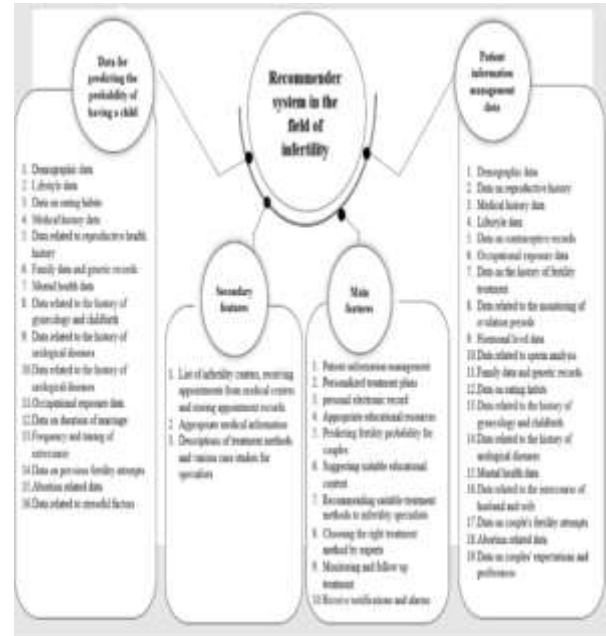 Data for
predicting the
probability of
having a child
1. Demographic data
2. Lifestyle data
3. Data on eating habits
4. Medical history data
5. Data related to reproductive health
history
6. Family data and genetic records
7. Mental health data
8. Data related to the history of
gynecology and childbirth
9. Data related to the history of
urological diseases
10. Data related to the history of
urological diseases
11. Occupational exposure data
12. Data on duration of marriage
13. Frequency and timing of
intercourse
14. Data on previous fertility attempts
15. Abortion related data
16. Data related to stressful factors
Recommender
system in the
field of
infertility
Secondary
features
1. List of infertility centers, receiving
appointments from medical centers
and storing appointment records
2. Appropriate medical information
3. Descriptions of treatment methods
and various case studies for
specialists
Main
features
1. Patient information management
2. Personalized treatment plans
3. personal electronic record
4. Appropriate educational resources
5. Predicting fertility probability for
couples
6. Suggesting suitable educational
content
7. Recommending suitable treatment
methods to infertility specialists
8. Choosing the right treatment
method by experts
9. Monitoring and follow up
treatment
10. Receive notifications and alarms
Patient
information
management
data
1. Demographic data
2. Data on reproductive history
3. Medical history data
4. Lifestyle data
5. Data on contraceptive records
6. Occupational exposure data
7. Data on the history of fertility
treatment
8. Data related to the monitoring of
ovulation periods
9. Hormonal level data
10. Data related to sperm analysis
11. Family data and genetic records
12. Data on eating habits
13. Data related to the history of
gynecology and childbirth
14. Data related to the history of
urological diseases
15. Mental health data
16. Data related to the intercourse of
husband and wife
17. Data on couple's fertility attempts
18. Abortion related data
19. Data on couples' expectations and
preferences